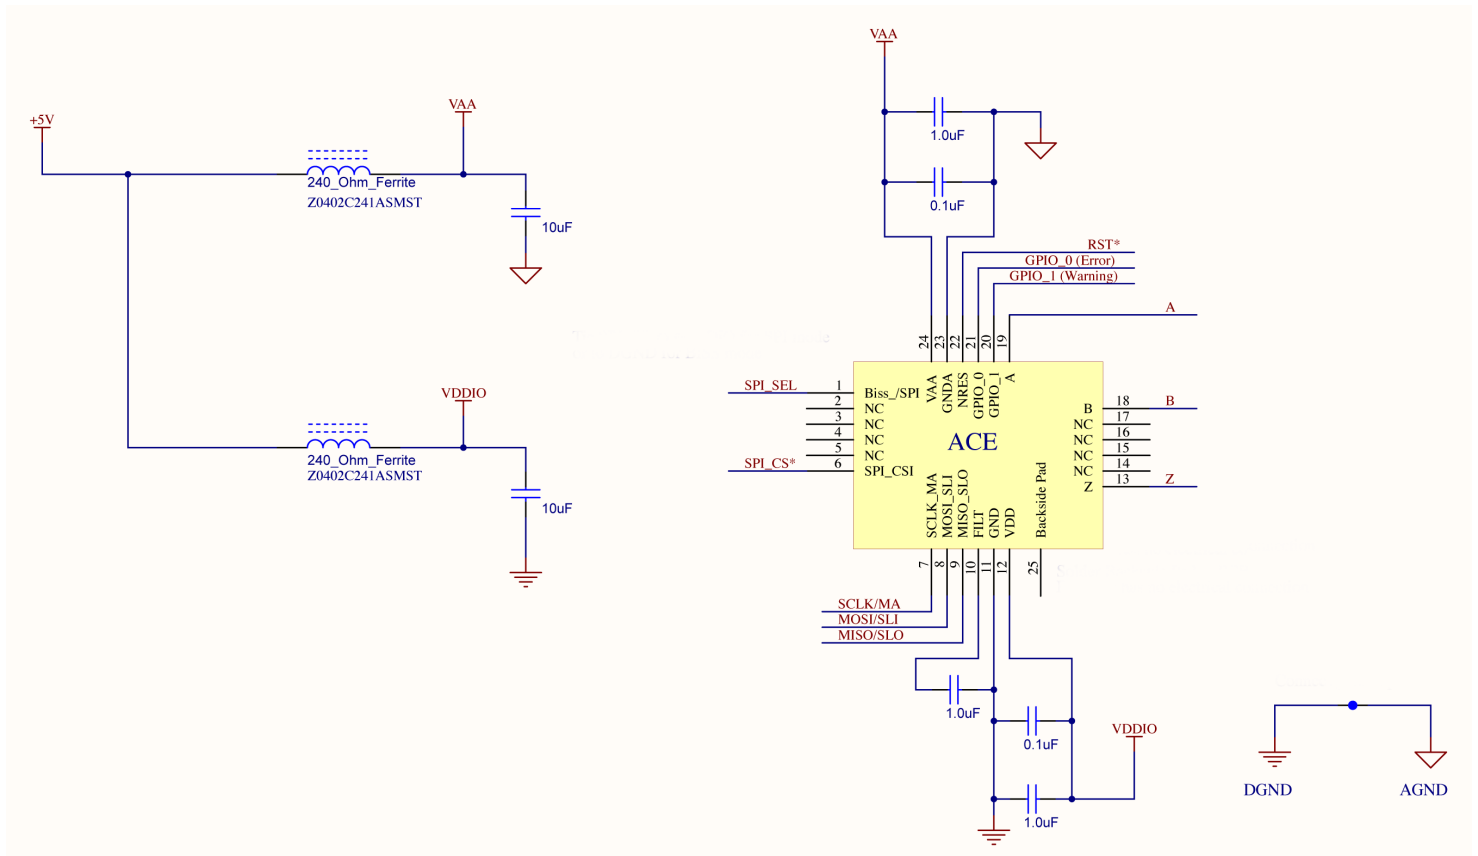 +5V
VAA
240_Ohm_Ferrite
Z0402C241ASMST
10uF
VDDIO
240_Ohm_Ferrite
Z0402C241ASMST
10uF
VAA
1.0uF
0.1uF
RST*
GPIO_0 (Error)
GPIO_1 (Warning)
A
24
23
22
21
20
19
VAA
GNDA
NRES
GPIO_0
GPIO_1
A
SPI_SEL
1
Biss_/SPI
2
NC
3
NC
4
NC
5
NC
SPI_CS*
6
SPI_CSI
ACE
B
18
B
NC
17
NC
16
NC
15
NC
14
Z
13
Z
SCLK_MA
MOSI_SLI
MISO_SLO
FILT
GND
VDD
Backside Pad
7
8
9
10
11
12
25
SCLK/MA
MOSI/SLI
MISO/SLO
1.0uF
0.1uF
VDDIO
1.0uF
DGND
AGND